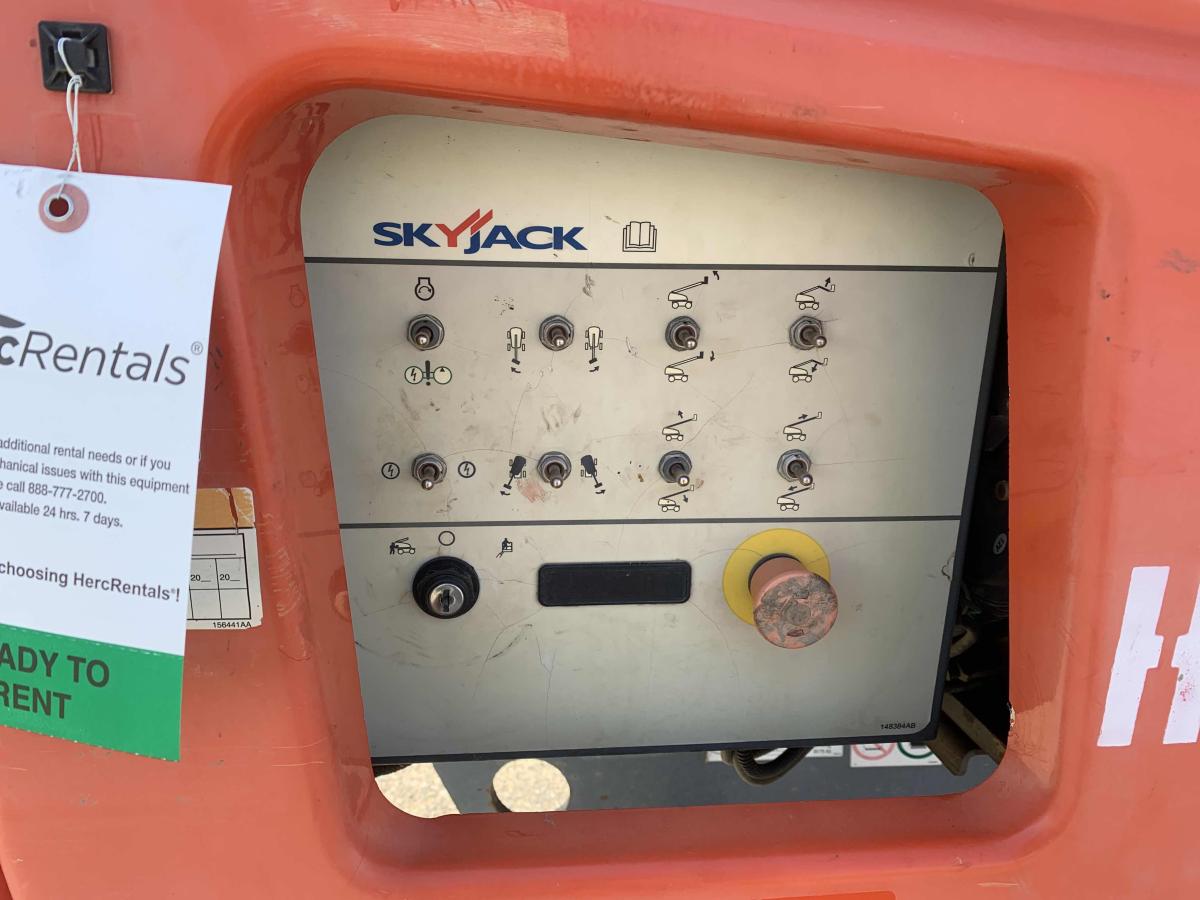 SKYJACK
cRentals®
additional rental needs or if you
hanical issues with this equipment
e call 888-777-2700.
vailable 24 hrs. 7 days.
choosing HercRentals®!
ADY TO
RENT
20__ 20__
156441AA
148384AB
H